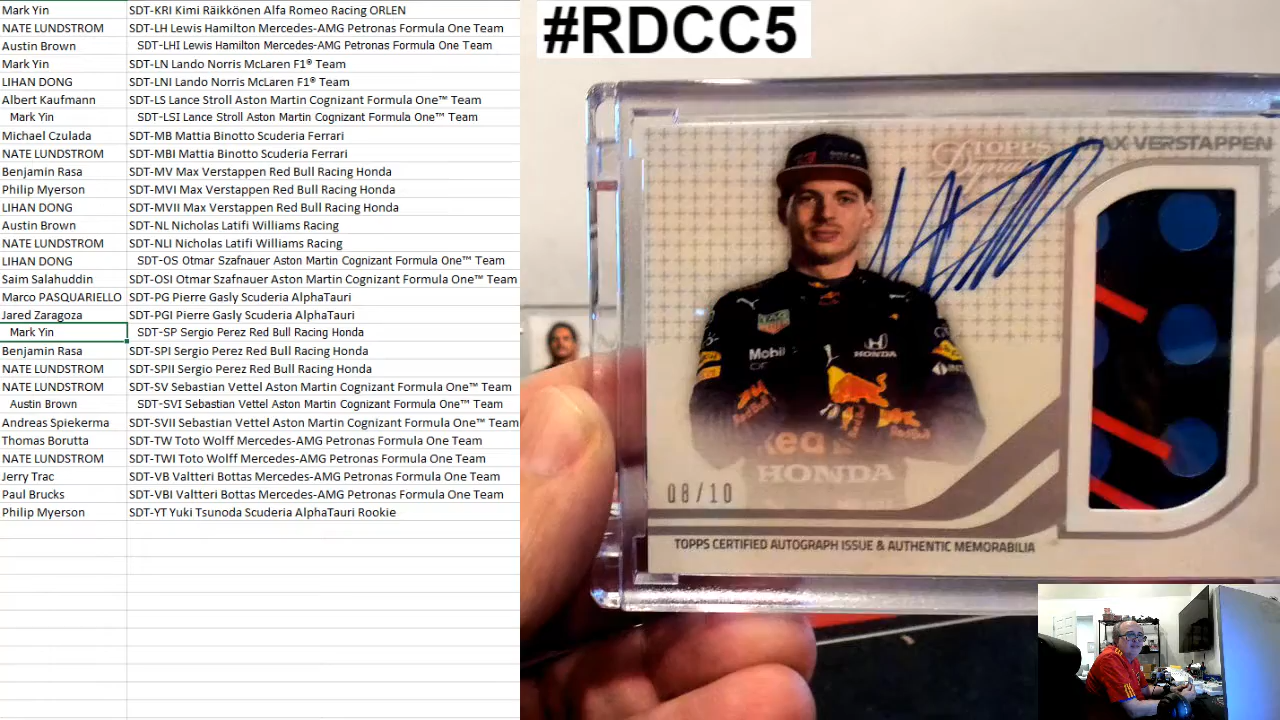 Mark Yin SDT-KRI Kimi Räikkönen Alfa Romeo Racing ORLEN
NATE LUNDSTROM SDT-LH Lewis Hamilton Mercedes-AMG Petronas Formula One Team
Austin Brown SDT-LHI Lewis Hamilton Mercedes-AMG Petronas Formula One Team
Mark Yin SDT-LN Lando Norris McLaren F1® Team
LIHAN DONG SDT-LNI Lando Norris McLaren F1® Team
Albert Kaufmann SDT-LS Lance Stroll Aston Martin Cognizant Formula One™ Team
Mark Yin SDT-LSI Lance Stroll Aston Martin Cognizant Formula One™ Team
Michael Czulada SDT-MB Mattia Binotto Scuderia Ferrari
NATE LUNDSTROM SDT-MBI Mattia Binotto Scuderia Ferrari
Benjamin Rasa SDT-MV Max Verstappen Red Bull Racing Honda
Philip Myerson SDT-MVI Max Verstappen Red Bull Racing Honda
LIHAN DONG SDT-MVII Max Verstappen Red Bull Racing Honda
Austin Brown SDT-NL Nicholas Latifi Williams Racing
NATE LUNDSTROM SDT-NLI Nicholas Latifi Williams Racing
LIHAN DONG SDT-OS Otmar Szafnauer Aston Martin Cognizant Formula One™ Team
Saim Salahuddin SDT-OSI Otmar Szafnauer Aston Martin Cognizant Formula One™ Team
Marco PASQUARIELLO SDT-PG Pierre Gasly Scuderia AlphaTauri
Jared Zaragoza SDT-PGI Pierre Gasly Scuderia AlphaTauri
Mark Yin SDT-SP Sergio Perez Red Bull Racing Honda
Benjamin Rasa SDT-SPI Sergio Perez Red Bull Racing Honda
NATE LUNDSTROM SDT-SPII Sergio Perez Red Bull Racing Honda
NATE LUNDSTROM SDT-SV Sebastian Vettel Aston Martin Cognizant Formula One™ Team
Austin Brown SDT-SVI Sebastian Vettel Aston Martin Cognizant Formula One™ Team
Andreas Spiekerma SDT-SVII Sebastian Vettel Aston Martin Cognizant Formula One™ Team
Thomas Borutta SDT-TW Toto Wolff Mercedes-AMG Petronas Formula One Team
NATE LUNDSTROM SDT-TWI Toto Wolff Mercedes-AMG Petronas Formula One Team
Jerry Trac SDT-VB Valtteri Bottas Mercedes-AMG Petronas Formula One Team
Paul Brucks SDT-VBI Valtteri Bottas Mercedes-AMG Petronas Formula One Team
Philip Myerson SDT-YT Yuki Tsunoda Scuderia AlphaTauri Rookie
#RDCC5
TOPPS
MAX VERSTAPPEN
TAG
Mobil
HONDA
RedBull
RedBull
HONDA
08/10
TOPPS CERTIFIED AUTOGRAPH ISSUE & AUTHENTIC MEMORABILIA